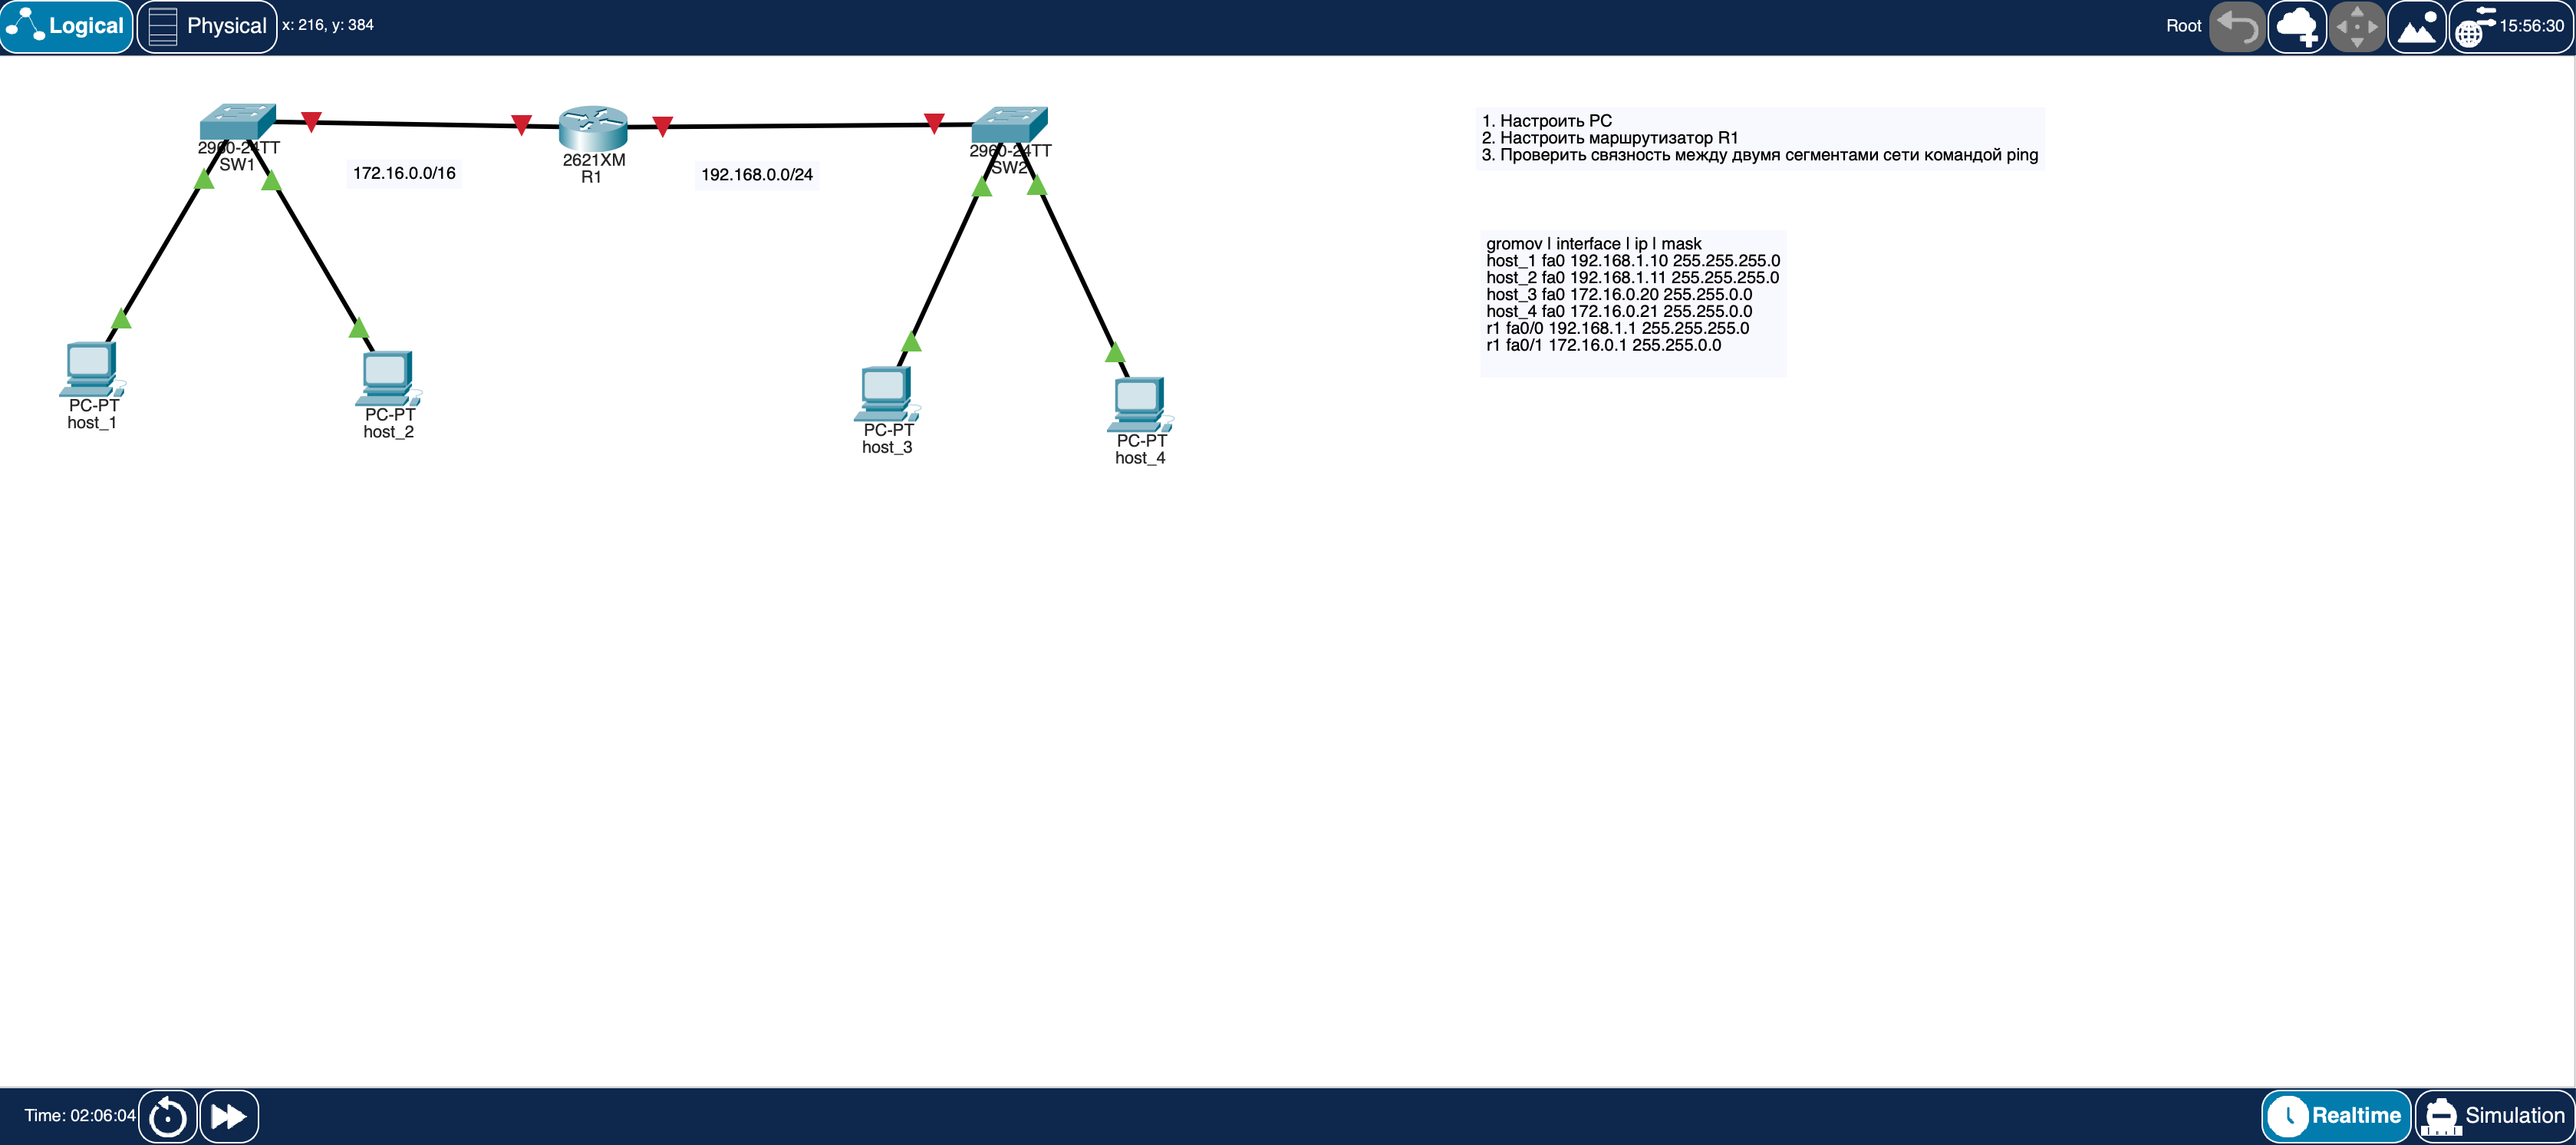 Logical
Physical
x: 216, y: 384
Root
15:56:30
2960-24TT
SW1
172.16.0.0/16
2621XM
R1
192.168.0.0/24
2960-24TT
SW2
1. Настроить PC
2. Настроить маршрутизатор R1
3. Проверить связность между двумя сегментами сети командой ping
gromov | interface | ip | mask
host_1 fa0 192.168.1.10 255.255.255.0
host_2 fa0 192.168.1.11 255.255.255.0
host_3 fa0 172.16.0.20 255.255.0.0
host_4 fa0 172.16.0.21 255.255.0.0
r1 fa0/0 192.168.1.1 255.255.255.0
r1 fa0/1 172.16.0.1 255.255.0.0
PC-PT
host_1
PC-PT
host_2
PC-PT
host_3
PC-PT
host_4
Time: 02:06:04
Realtime
Simulation